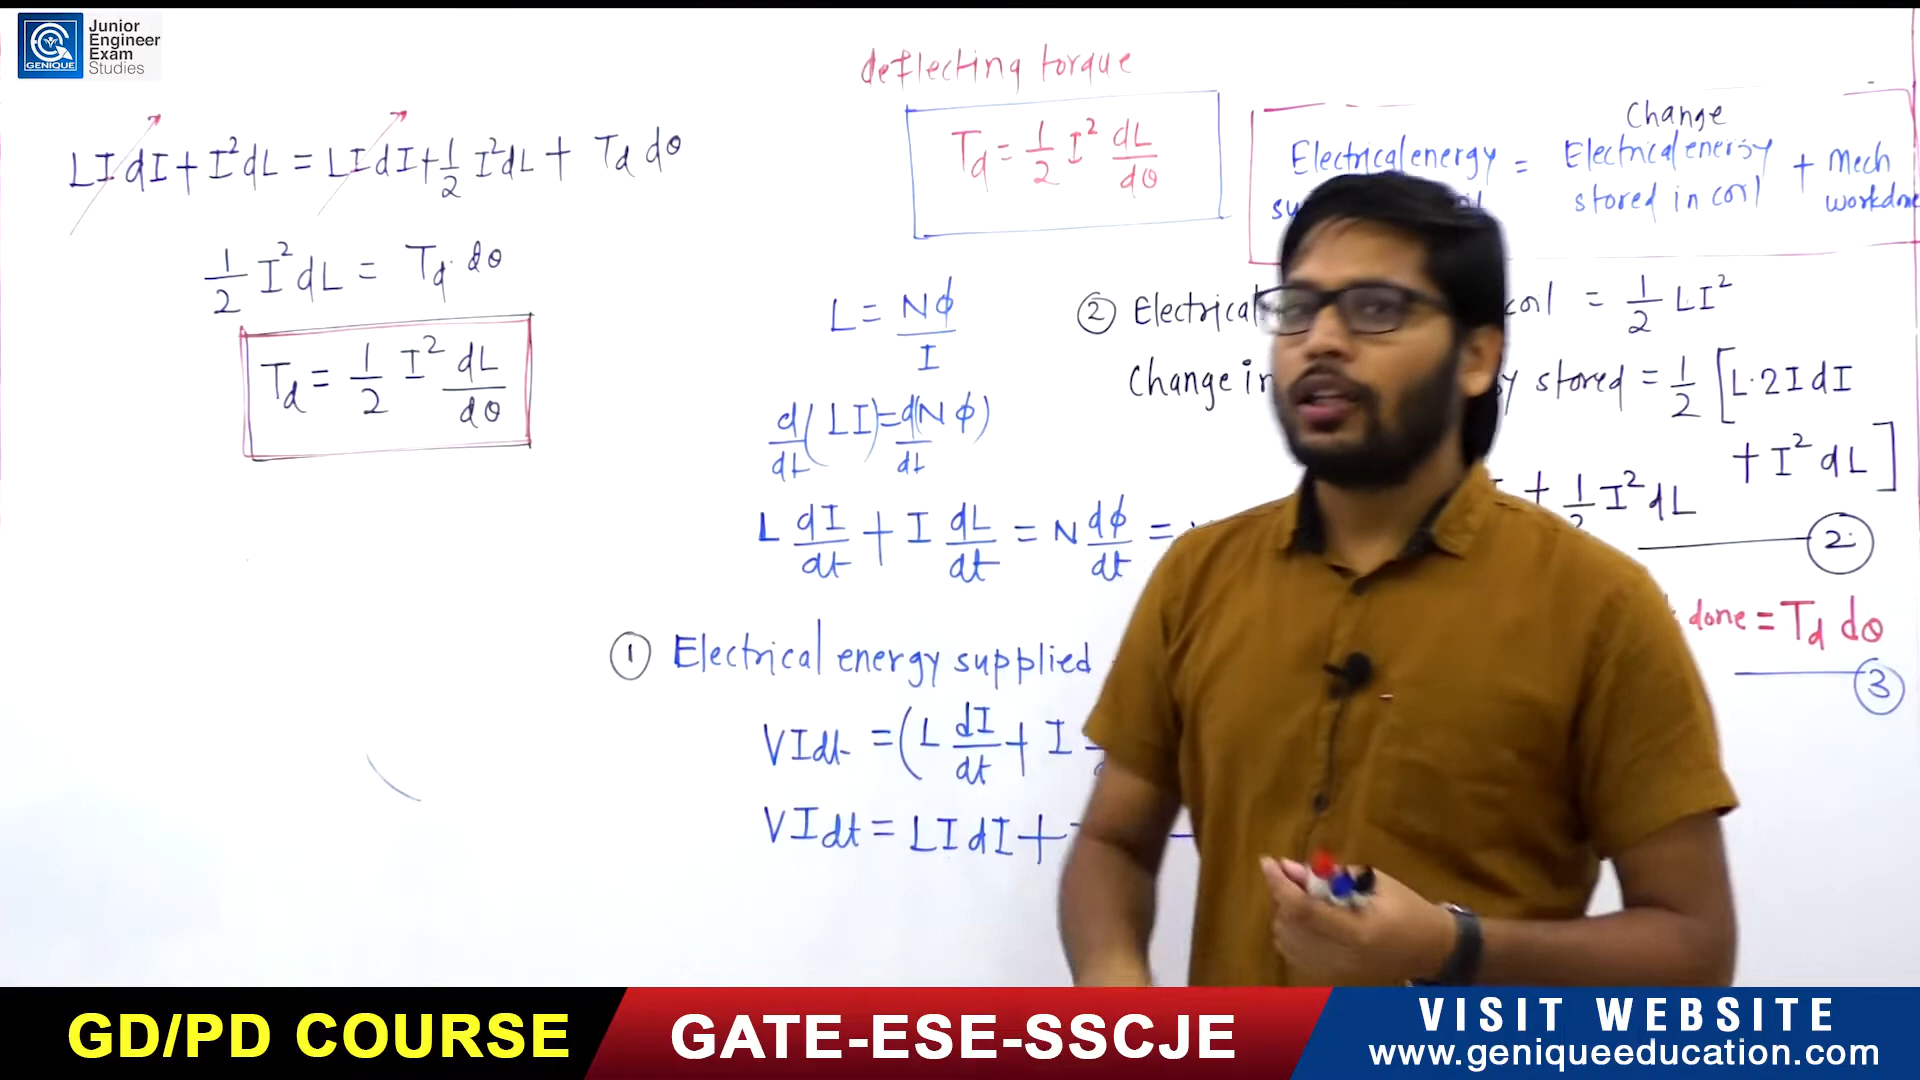 Junior
Engineer
Exam
Studies
GENIQUE
LIdI + I²dL = LIdI + 1/2 I²dL + Td dθ
1/2 I²dL = Td. dθ
Td = 1/2 I² dL/dθ
deflecting torque
Td = 1/2 I² dL/dθ
Change
Electrical energy = Electrical energy + Mech
stored in coil workdone
L = Nϕ/I
d/dt (LI) = d(Nϕ)/dt
L dI/dt + I dL/dt = N dϕ/dt =
① Electrical energy supplied
VIdt = (L dI/dt + I
VIdt = LIdI +
② Electrical coil = 1/2 LI²
Change in stored = 1/2 [L·2IdI
+ I²dL]
+ 1/2 I²dL
②
done = Td dθ
③
GD/PD COURSE
GATE-ESE-SSCJE
VISIT WEBSITE
www.geniqueeducation.com